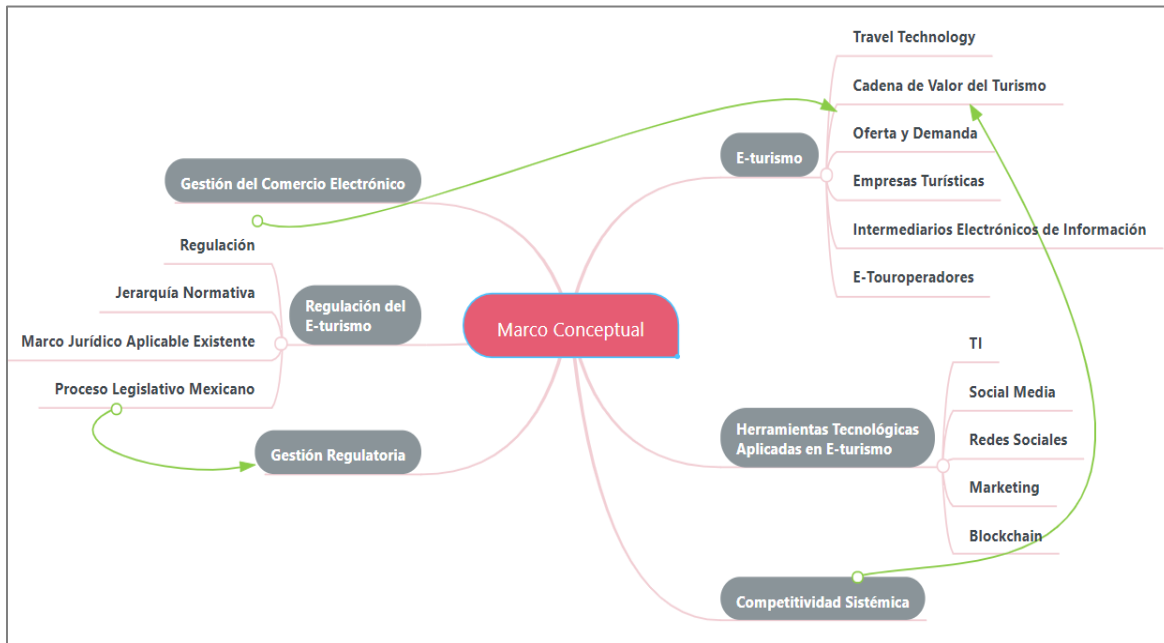 Marco Conceptual
E-turismo
Travel Technology
Cadena de Valor del Turismo
Oferta y Demanda
Empresas Turísticas
Intermediarios Electrónicos de Información
E-Touroperadores
Herramientas Tecnológicas
Aplicadas en E-turismo
TI
Social Media
Redes Sociales
Marketing
Blockchain
Competitividad Sistémica
Gestión del Comercio Electrónico
Regulación del
E-turismo
Regulación
Jerarquía Normativa
Marco Jurídico Aplicable Existente
Proceso Legislativo Mexicano
Gestión Regulatoria